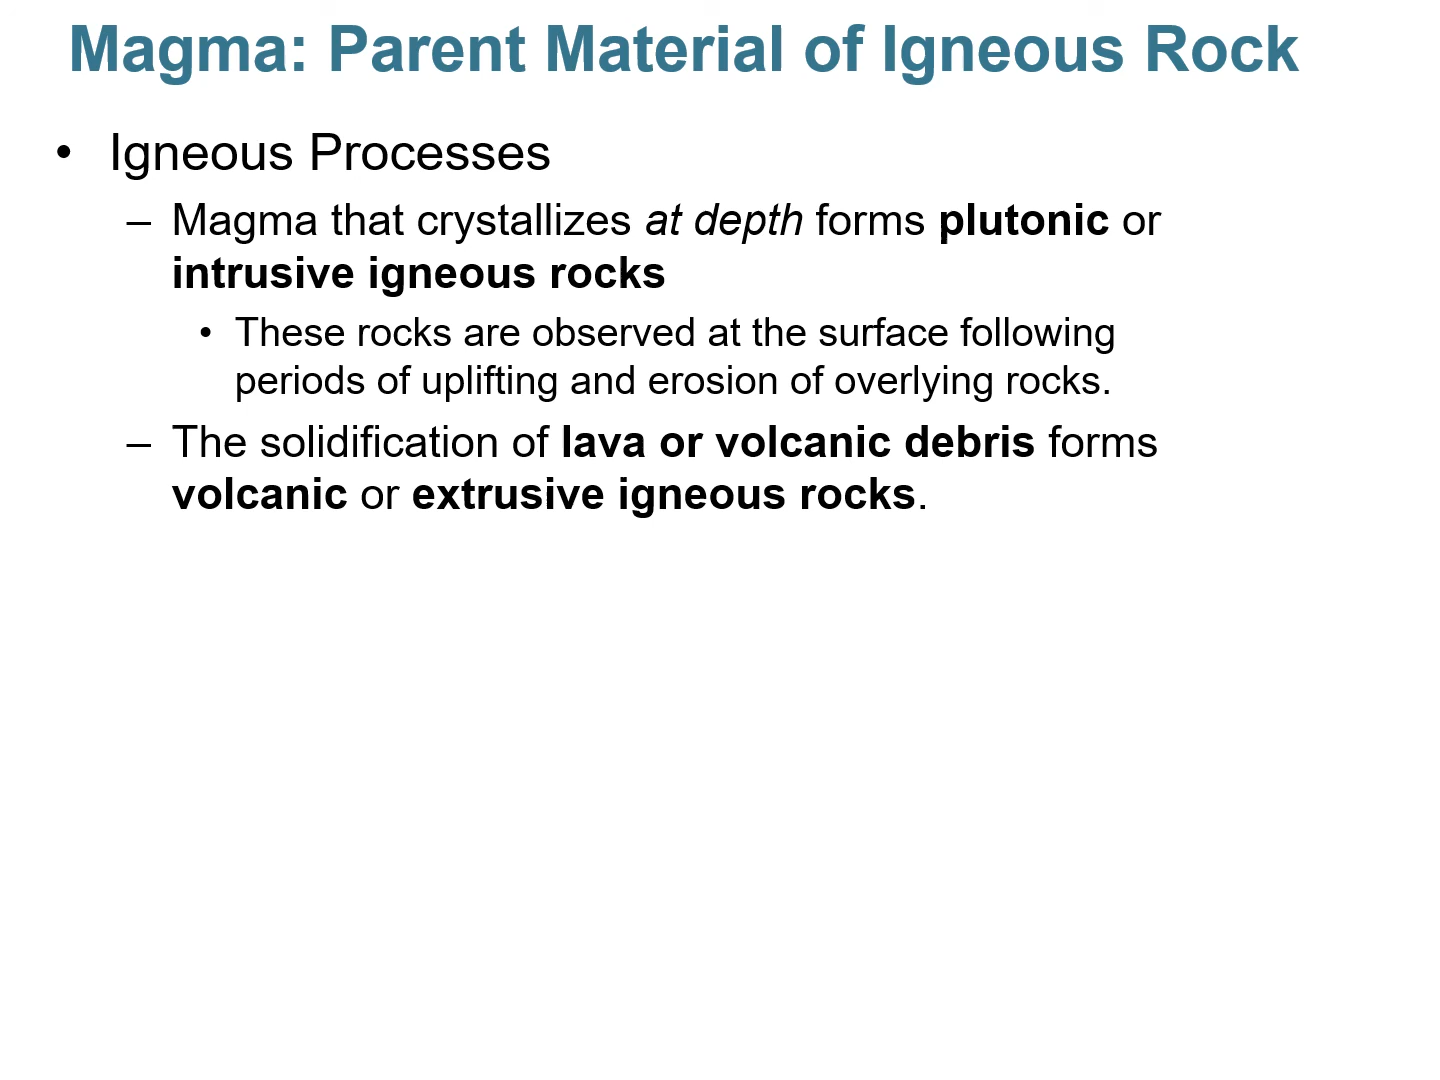 Magma: Parent Material of Igneous Rock
• Igneous Processes
– Magma that crystallizes at depth forms plutonic or
intrusive igneous rocks
• These rocks are observed at the surface following
periods of uplifting and erosion of overlying rocks.
– The solidification of lava or volcanic debris forms
volcanic or extrusive igneous rocks.